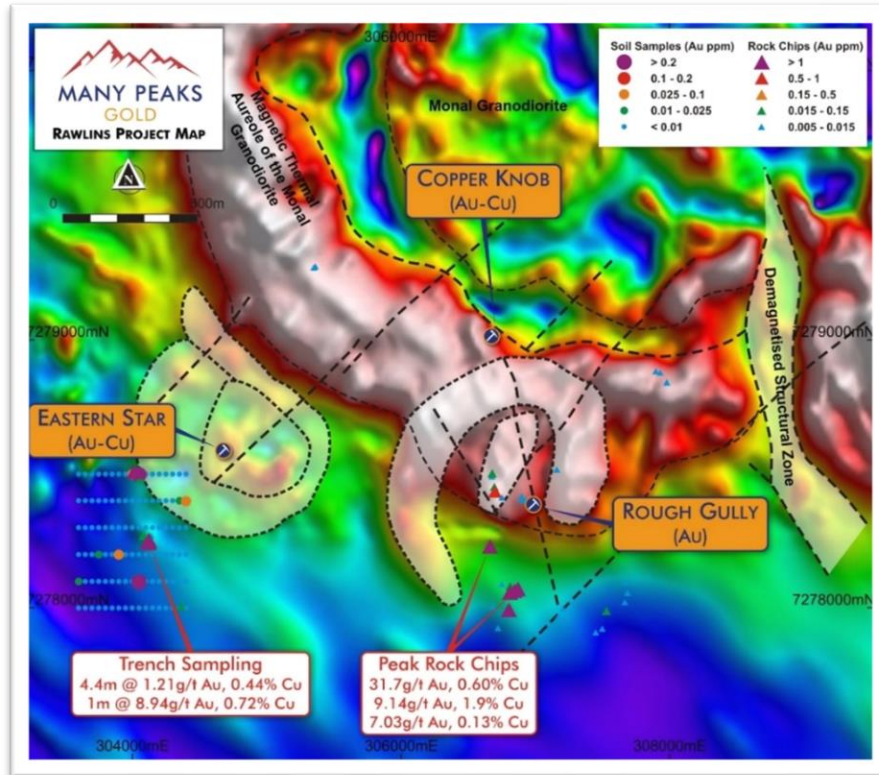 MANY PEAKS
GOLD
RAWLINS PROJECT MAP
N
0
306000mE
Soil Samples (Au ppm) Rock Chips (Au ppm)
> 0.2 > 1
0.1 - 0.2 0.5 - 1
0.025 - 0.1 0.15 - 0.5
0.01 - 0.025 0.015 - 0.15
< 0.01 0.005 - 0.015
Magnetic Thermal
Aureole of the Monal
Granodiorite
Monal Granodiorite
COPPER KNOB
(Au-Cu)
7279000mN
7279000mN
Demagnetised Structural Zone
EASTERN STAR
(Au-Cu)
ROUGH GULLY
(Au)
7278000mN
7278000mN
Trench Sampling
4.4m @ 1.21g/t Au, 0.44% Cu
1m @ 8.94g/t Au, 0.72% Cu
Peak Rock Chips
31.7g/t Au, 0.60% Cu
9.14g/t Au, 1.9% Cu
7.03g/t Au, 0.13% Cu
304000mE
306000mE
308000mE